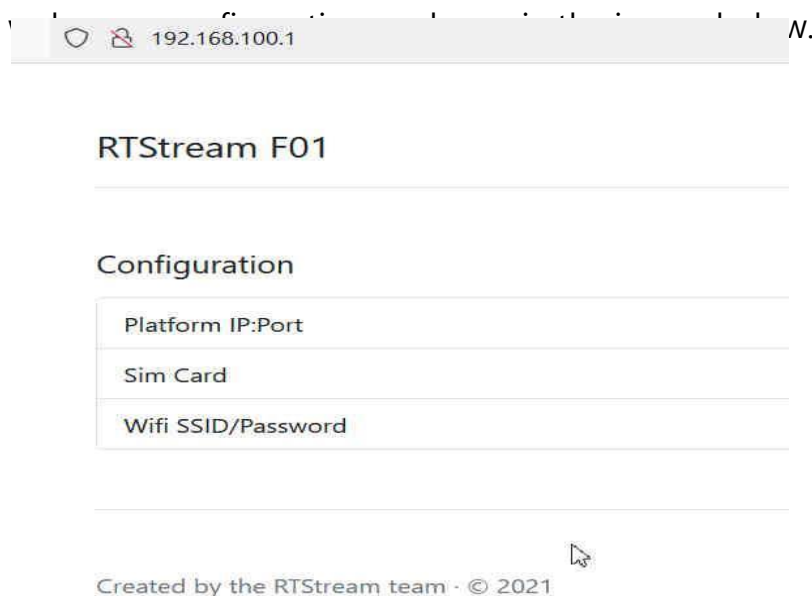 w.
192.168.100.1
RTStream F01
Configuration
Platform IP:Port
Sim Card
Wifi SSID/Password
Created by the RTStream team · © 2021